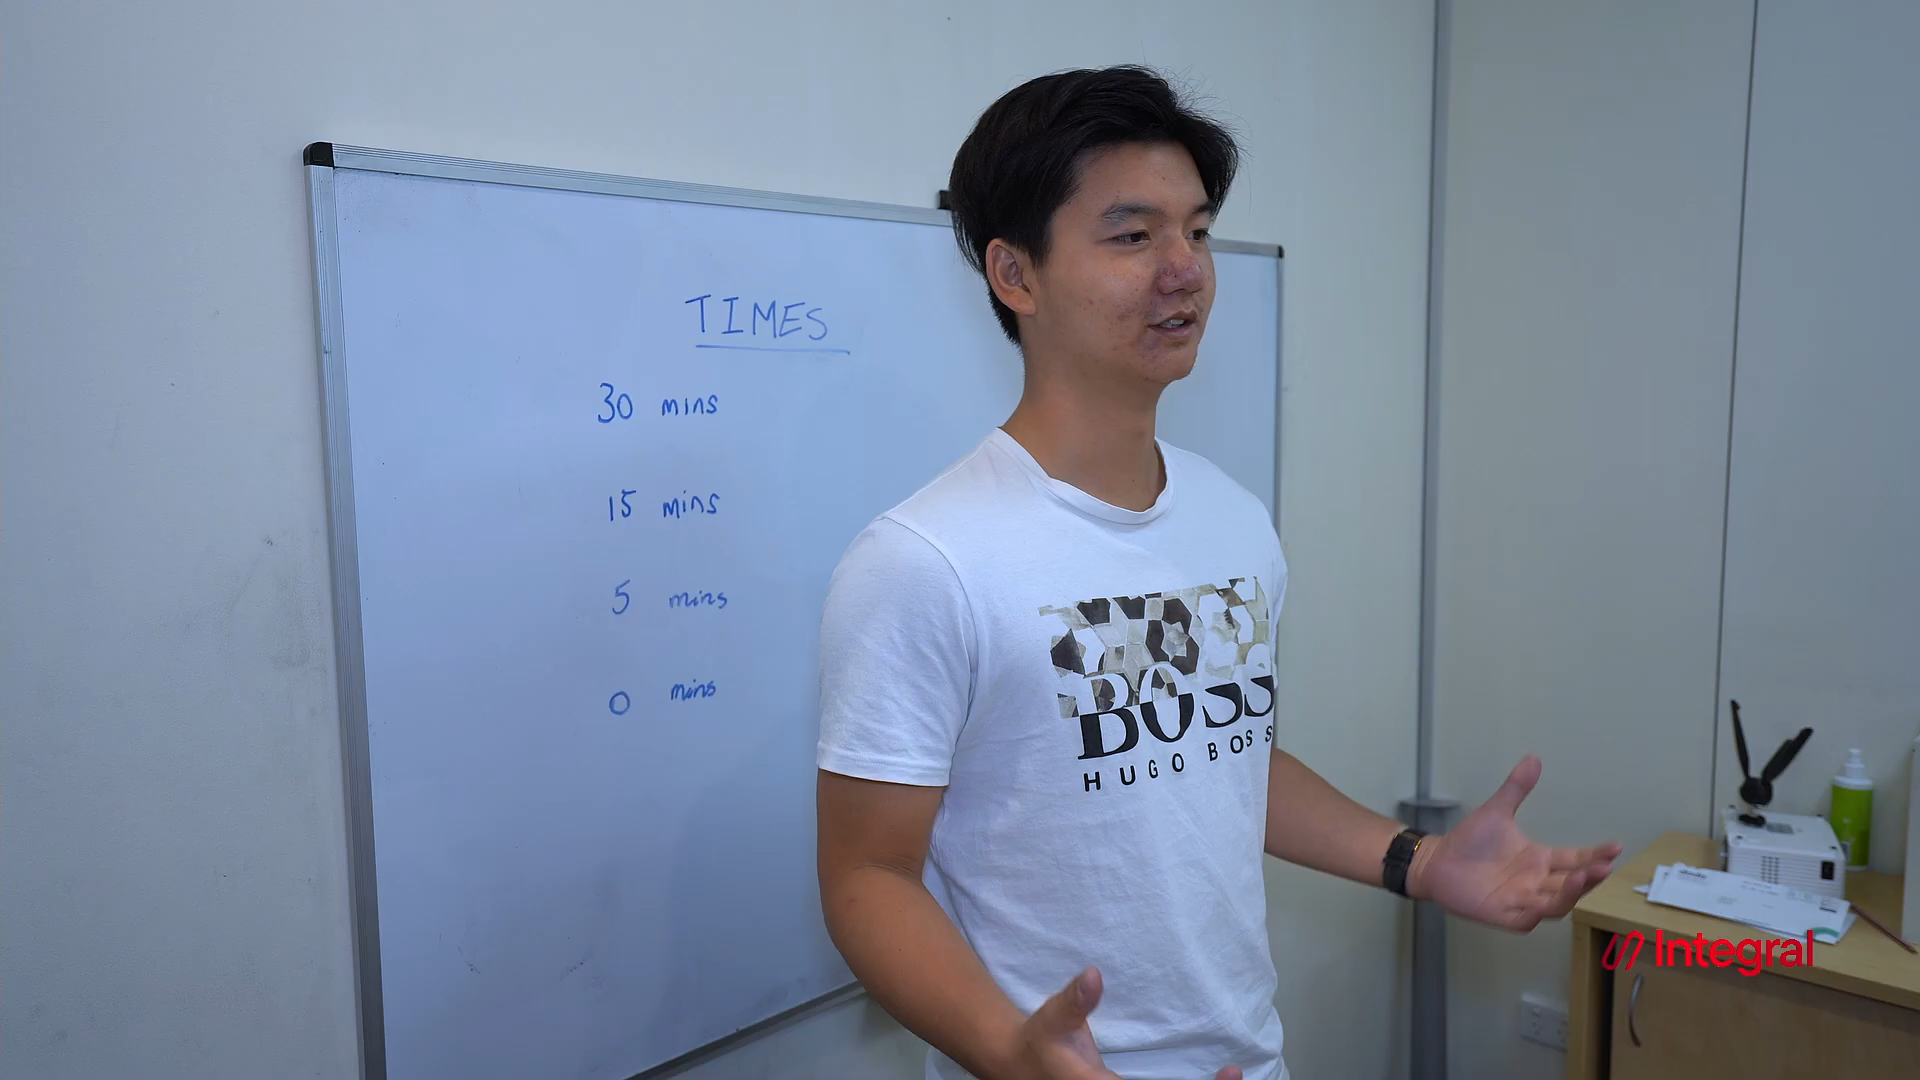 TIMES
30 mins
15 mins
5 mins
0 mins
BOSS
HUGO BOSS
Integral